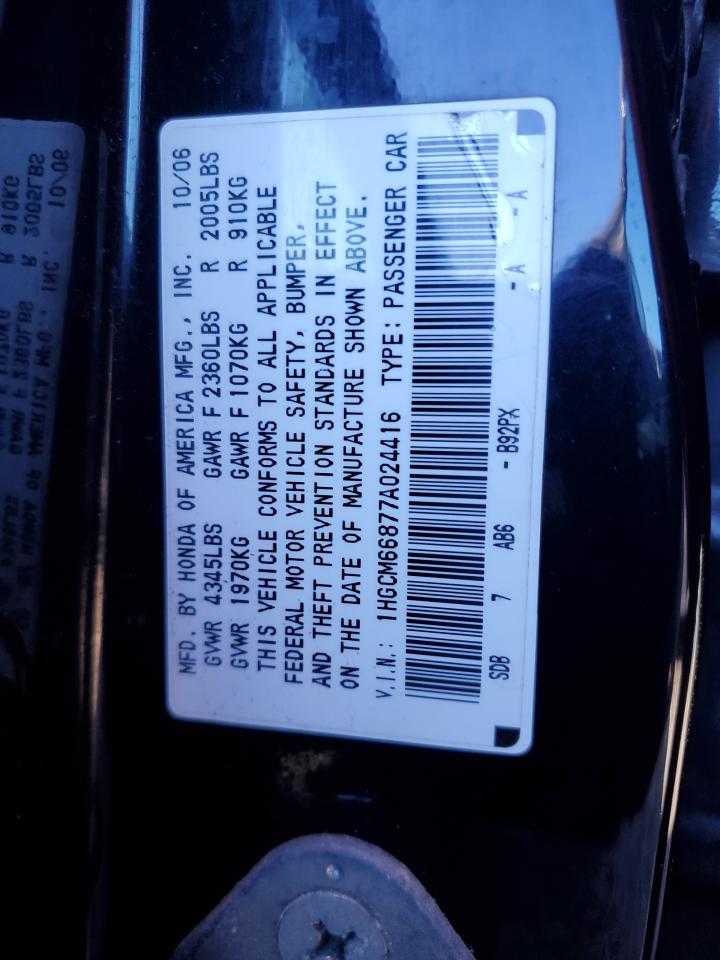 MFD. BY HONDA OF AMERICA MFG., INC. 10/06
GVWR 4345LBS GAWR F 2360LBS R 2005LBS
GVWR 1970KG GAWR F 1070KG R 910KG
THIS VEHICLE CONFORMS TO ALL APPLICABLE
FEDERAL MOTOR VEHICLE SAFETY, BUMPER,
AND THEFT PREVENTION STANDARDS IN EFFECT
ON THE DATE OF MANUFACTURE SHOWN ABOVE.
V.I.N.: 1HGCM66877A024416 TYPE: PASSENGER CAR
SDB 7 AB6 - B92PX - A - A